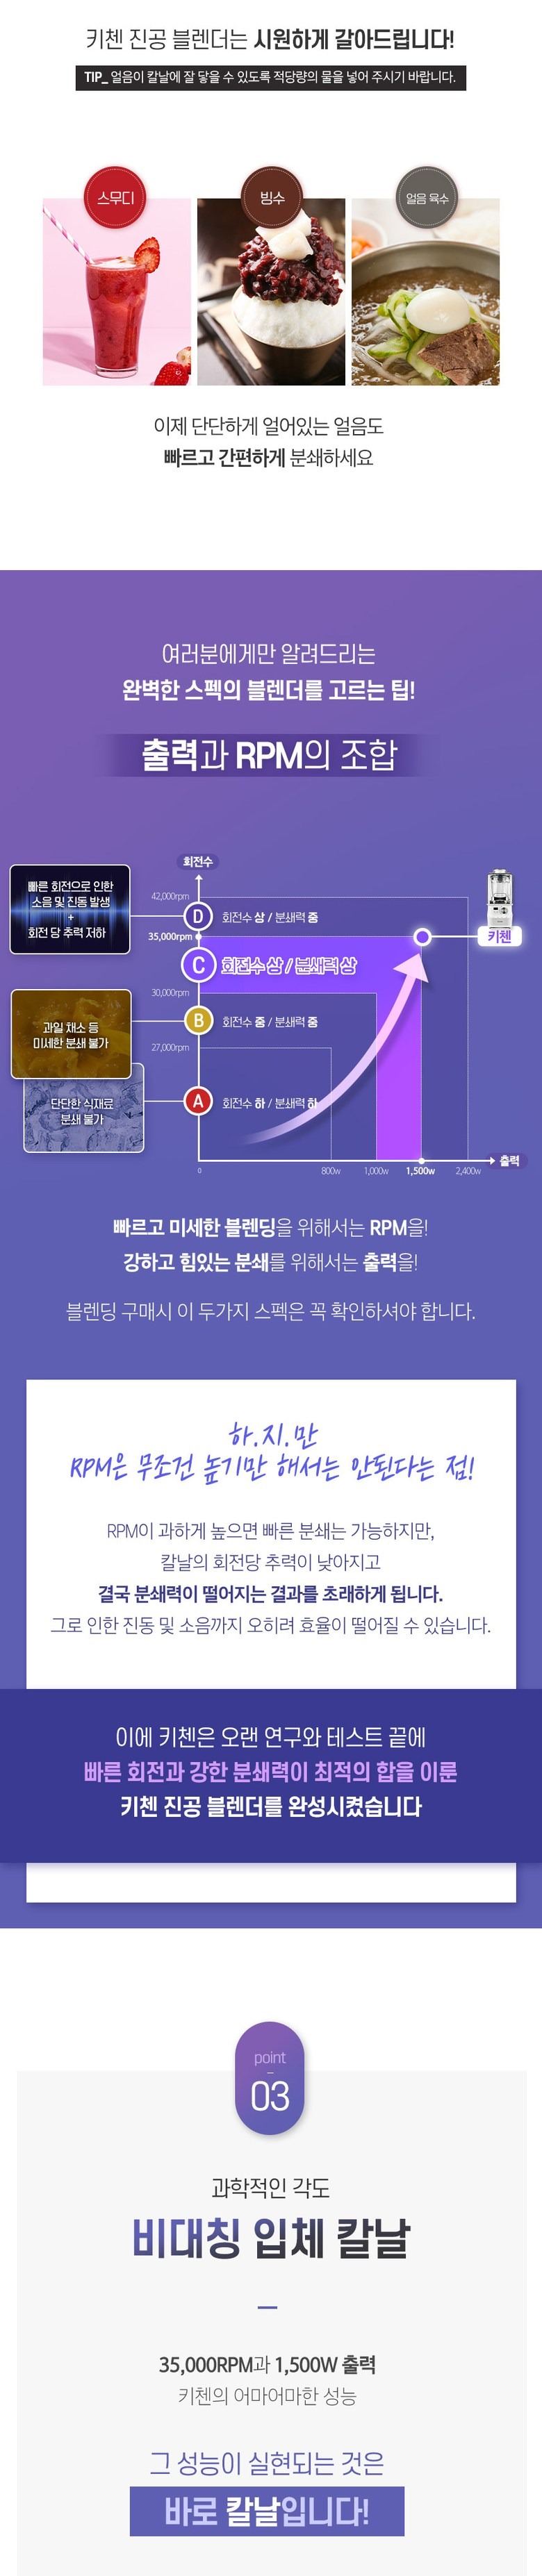 키첸 진공 블렌더는 시원하게 갈아드립니다!
TIP_ 얼음이 칼날에 잘 닿을 수 있도록 적당량의 물을 넣어 주시기 바랍니다.
스무디
빙수
얼음 육수
이제 단단하게 얼어있는 얼음도
빠르고 간편하게 분쇄하세요
여러분에게만 알려드리는
완벽한 스펙의 블렌더를 고르는 팁!
출력과 RPM의 조합
회전수
빠른 회전으로 인한
소음 및 진동 발생
+
회전 당 추력 저하
42,000rpm
D 회전수 상 / 분쇄력 중
35,000rpm
키첸
C 회전수 상 / 분쇄력 상
30,000rpm
과일 채소 등
미세한 분쇄 불가
B 회전수 중 / 분쇄력 중
27,000rpm
단단한 식재료
분쇄 불가
A 회전수 하 / 분쇄력 하
출력
0 800w 1,000w 1,500w 2,400w
빠르고 미세한 블렌딩을 위해서는 RPM을!
강하고 힘있는 분쇄를 위해서는 출력을!
블렌딩 구매시 이 두가지 스펙은 꼭 확인하셔야 합니다.
하.지.만
RPM은 무조건 높기만 해서는 안된다는 점!
RPM이 과하게 높으면 빠른 분쇄는 가능하지만,
칼날의 회전당 추력이 낮아지고
결국 분쇄력이 떨어지는 결과를 초래하게 됩니다.
그로 인한 진동 및 소음까지 오히려 효율이 떨어질 수 있습니다.
이에 키첸은 오랜 연구와 테스트 끝에
빠른 회전과 강한 분쇄력이 최적의 합을 이룬
키첸 진공 블렌더를 완성시켰습니다
point
03
과학적인 각도
비대칭 입체 칼날
35,000RPM과 1,500W 출력
키첸의 어마어마한 성능
그 성능이 실현되는 것은
바로 칼날입니다!